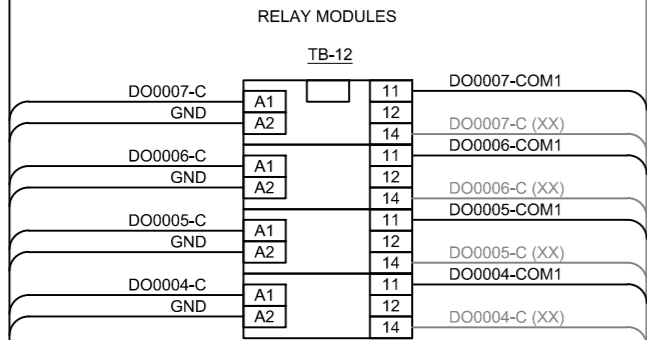 RELAY MODULES
TB-12
DO0007-C A1 11 DO0007-COM1
GND A2 12
14 DO0007-C (XX)
DO0006-C A1 11 DO0006-COM1
GND A2 12
14 DO0006-C (XX)
DO0005-C A1 11 DO0005-COM1
GND A2 12
14 DO0005-C (XX)
DO0004-C A1 11 DO0004-COM1
GND A2 12
14 DO0004-C (XX)